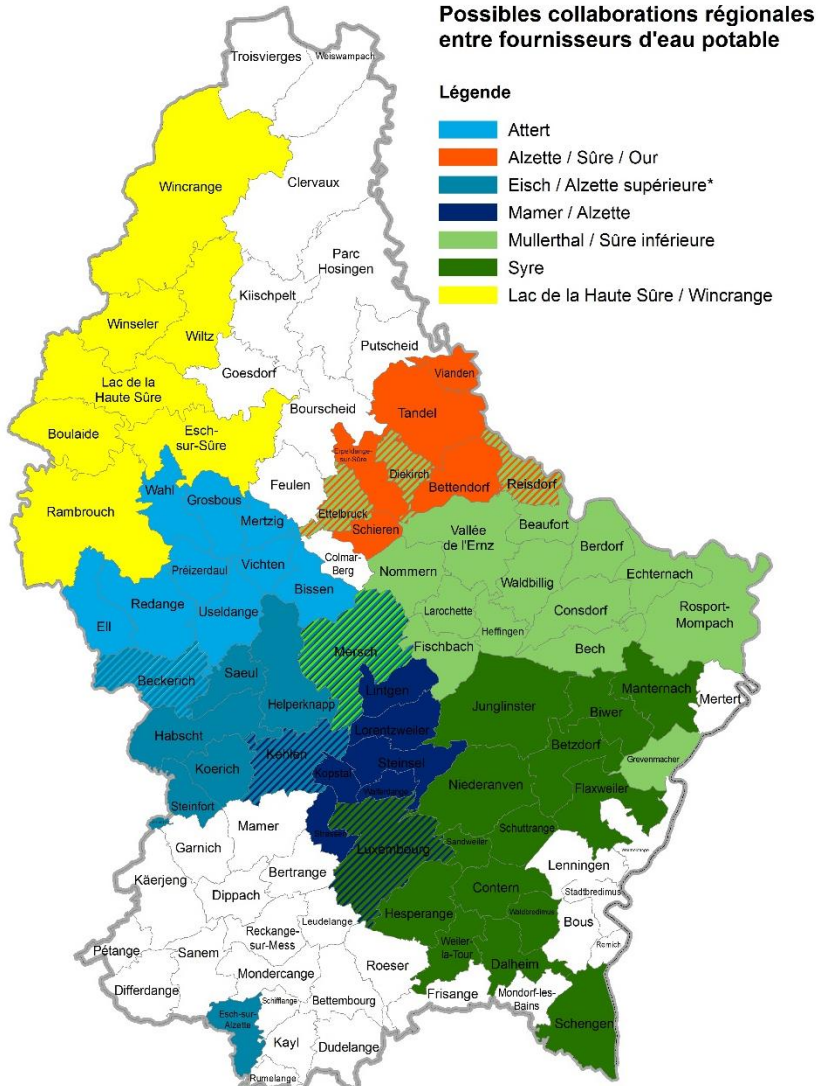 Possibles collaborations régionales
entre fournisseurs d'eau potable
Légende
Attert
Alzette / Sûre / Our
Eisch / Alzette supérieure*
Mamer / Alzette
Mullerthal / Sûre inférieure
Syre
Lac de la Haute Sûre / Wincrange
Troisvierges
Weiswampach
Wincrange
Clervaux
Parc
Hosingen
Kiischpelt
Winseler
Wiltz
Putscheid
Goesdorf
Vianden
Lac de la
Haute Sûre
Tandel
Bourscheid
Boulaide
Esch-
sur-Sûre
Erpeldange-
sur-Sûre
Diekirch
Bettendorf
Reisdorf
Feulen
Wahl
Grosbous
Rambrouch
Ettelbruck
Mertzig
Schieren
Vallée
de l'Ernz
Beaufort
Berdorf
Colmar-
Berg
Préizerdaul
Vichten
Nommern
Waldbillig
Echternach
Bissen
Redange
Useldange
Larochette
Consdorf
Rosport-
Mompach
Ell
Heffingen
Fischbach
Bech
Mersch
Saeul
Beckerich
Lintgen
Manternach
Helperknapp
Junglinster
Biwer
Mertert
Lorentzweiler
Habscht
Betzdorf
Kehlen
Steinsel
Grevenmacher
Koerich
Kopstal
Niederanven
Flaxweiler
Walferdange
Steinfort
Mamer
Strassen
Schuttrange
Garnich
Luxembourg
Sandweiler
Lenningen
Bertrange
Käerjeng
Contern
Stadtbredimus
Dippach
Hesperange
Waldbredimus
Bous
Leudelange
Reckange-
sur-Mess
Weiler-
la-Tour
Remich
Pétange
Sanem
Roeser
Dalheim
Mondercange
Differdange
Frisange
Mondorf-les-
Bains
Schifflange
Bettembourg
Esch-sur-
Alzette
Schengen
Kayl
Dudelange
Rumelange